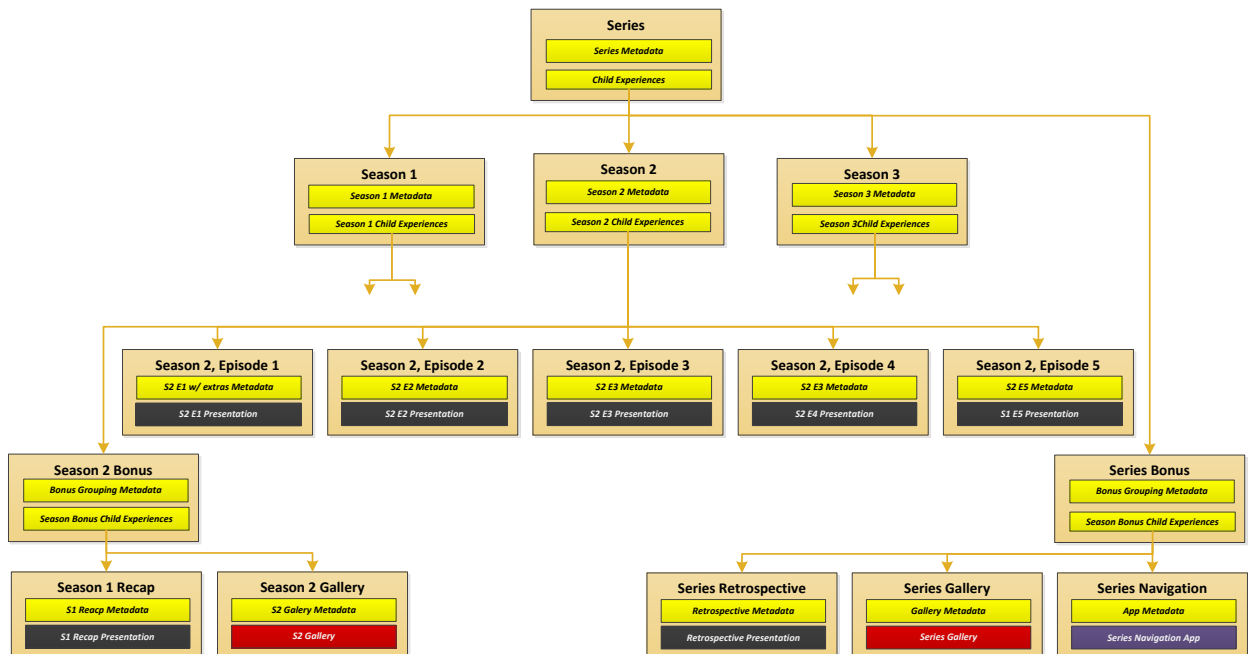 Series
Series Metadata
Child Experiences
Season 1
Season 1 Metadata
Season 1 Child Experiences
Season 2
Season 2 Metadata
Season 2 Child Experiences
Season 3
Season 3 Metadata
Season 3Child Experiences
Season 2, Episode 1
S2 E1 w/ extras Metadata
S2 E1 Presentation
Season 2, Episode 2
S2 E2 Metadata
S2 E2 Presentation
Season 2, Episode 3
S2 E3 Metadata
S2 E3 Presentation
Season 2, Episode 4
S2 E3 Metadata
S2 E4 Presentation
Season 2, Episode 5
S2 E5 Metadata
S1 E5 Presentation
Season 2 Bonus
Bonus Grouping Metadata
Season Bonus Child Experiences
Series Bonus
Bonus Grouping Metadata
Season Bonus Child Experiences
Season 1 Recap
S1 Reacp Metadata
S1 Recap Presentation
Season 2 Gallery
S2 Galery Metadata
S2 Gallery
Series Retrospective
Retrospective Metadata
Retrospective Presentation
Series Gallery
Gallery Metadata
Series Gallery
Series Navigation
App Metadata
Series Navigation App